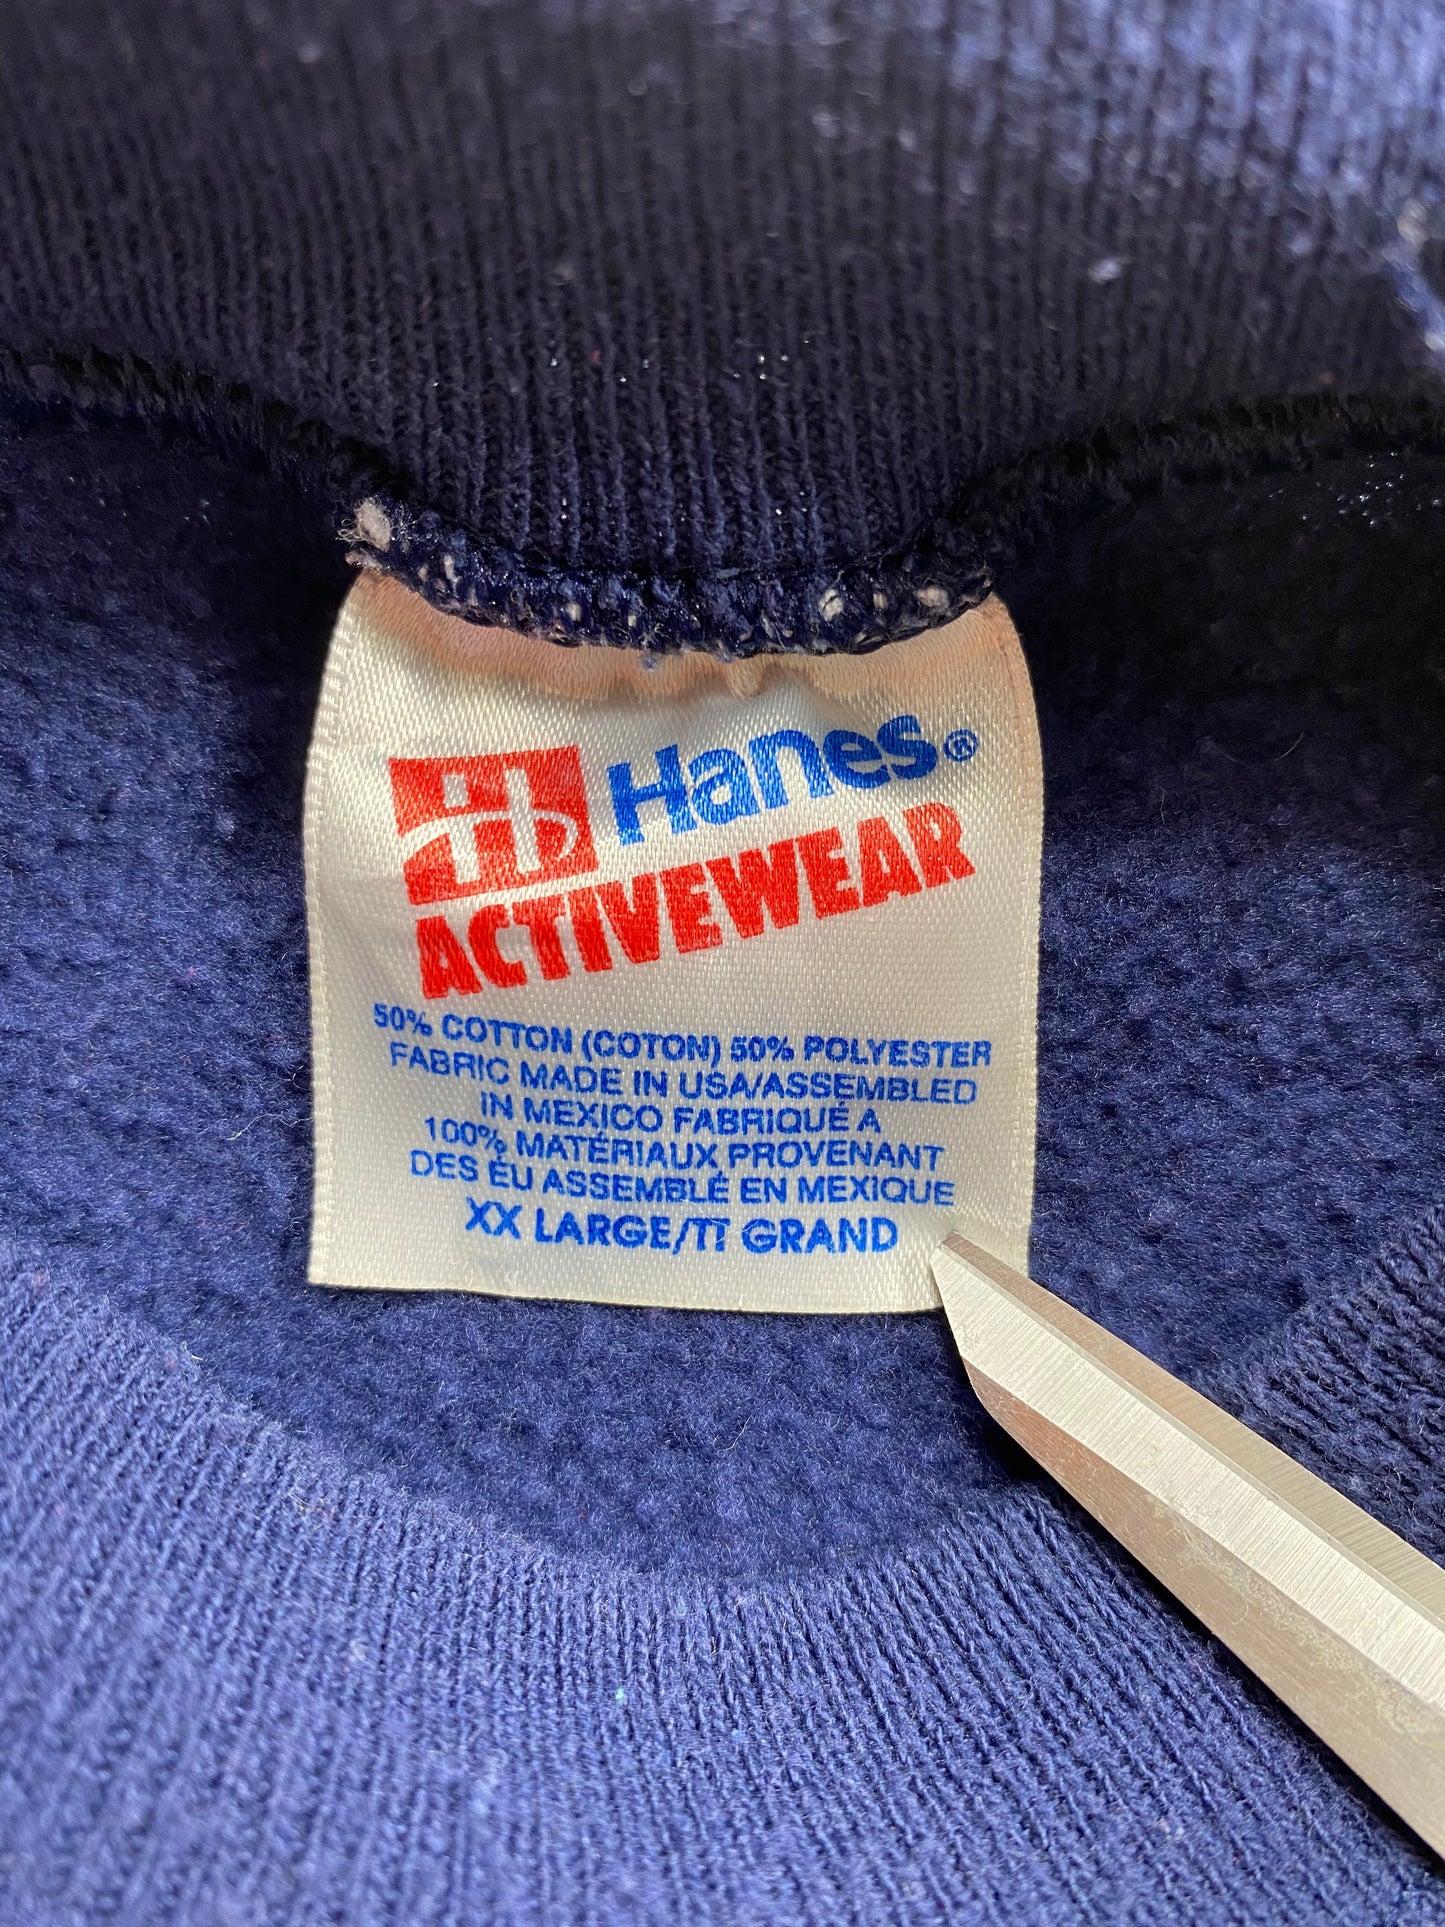 Hanes®
ACTIVEWEAR
50% COTTON (COTON) 50% POLYESTER
FABRIC MADE IN USA/ASSEMBLED
IN MEXICO FABRIQUÉ A
100% MATÉRIAUX PROVENANT
DES ÉU ASSEMBLÉ EN MEXIQUE
XX LARGE/TT GRAND